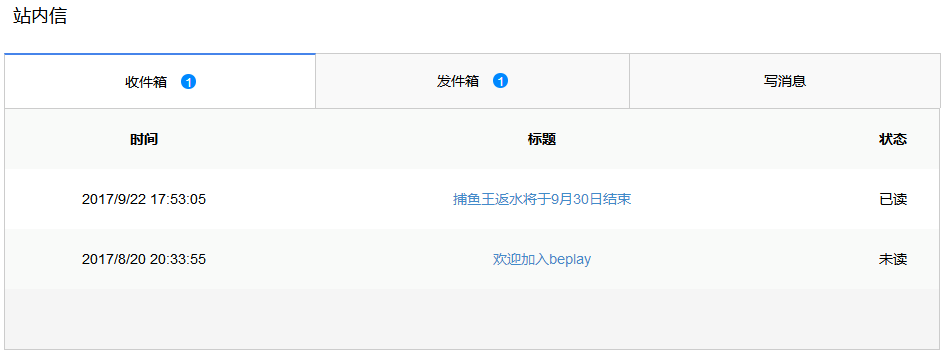 站内信
收件箱 1 发件箱 1 写消息
时间 标题 状态
2017/9/22 17:53:05 捕鱼王返水将于9月30日结束 已读
2017/8/20 20:33:55 欢迎加入beplay 未读